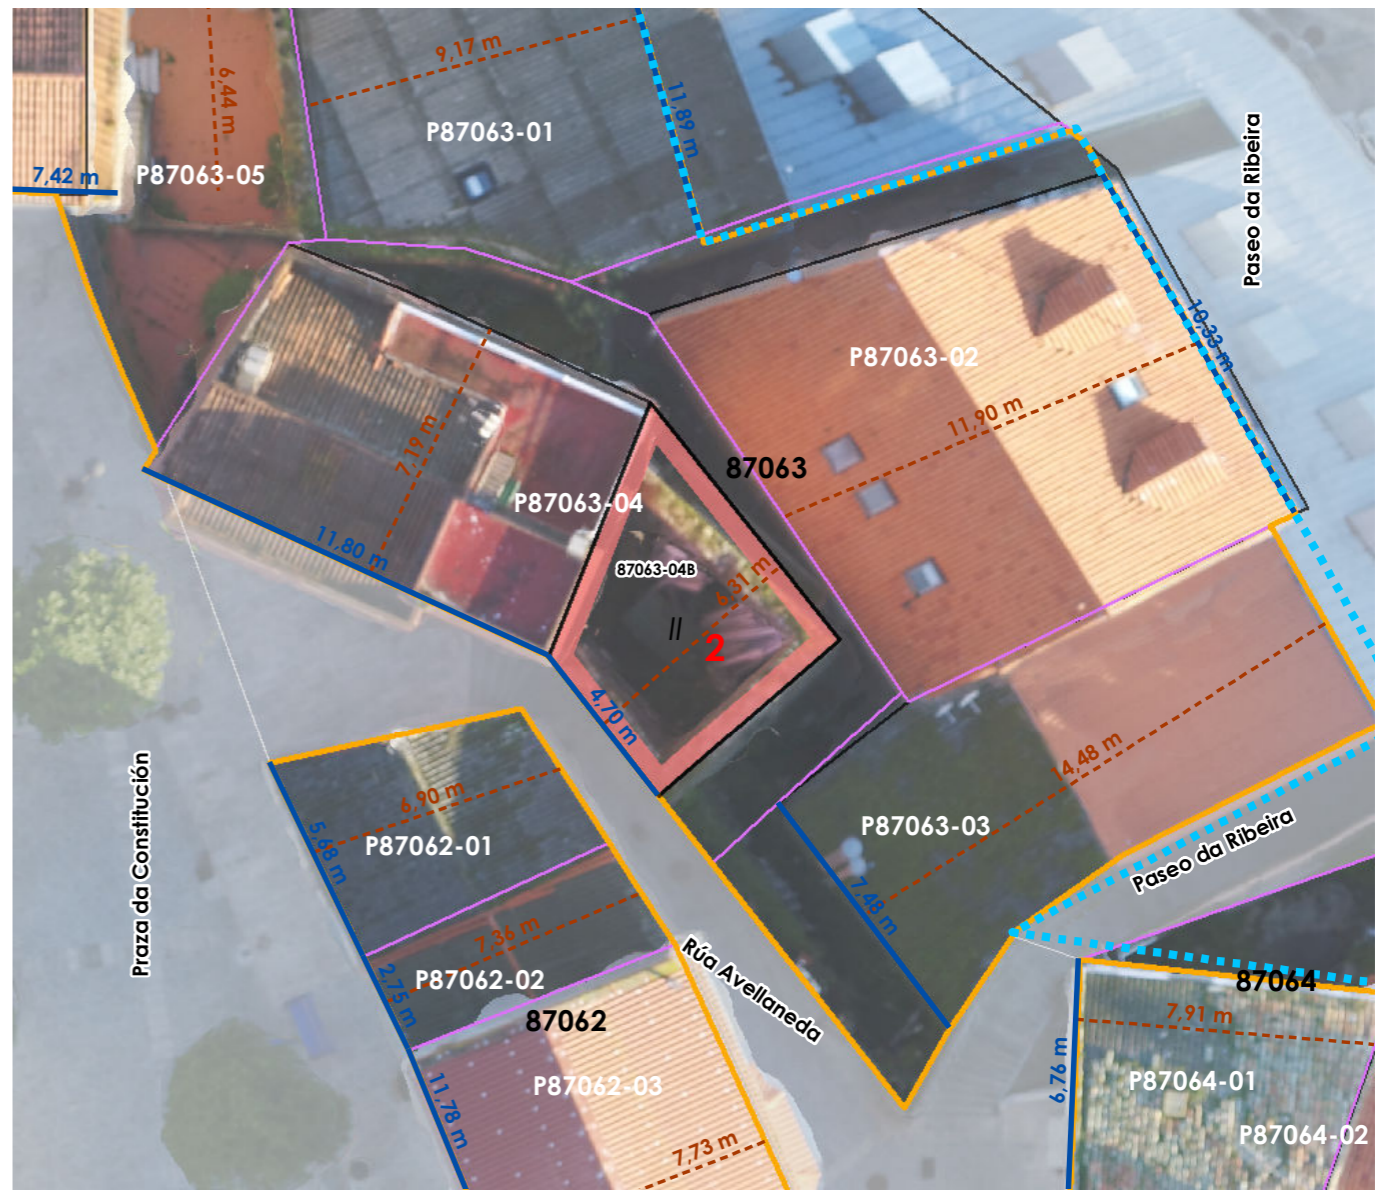 9,17 m
6,44 m
11,89 m
P87063-01
7,42 m
P87063-05
Paseo da Ribeira
10,33 m
P87063-02
11,90 m
7,19 m
87063
P87063-04
11,80 m
87063-04B
6,31 m
II
2
4,70 m
14,48 m
Praza da Constitución
6,90 m
P87062-01
5,68 m
P87063-03
Paseo da Ribeira
7,48 m
7,36 m
P87062-02
2,75 m
Rúa Avellaneda
87062
87064
7,91 m
11,78 m
P87062-03
6,76 m
P87064-01
P87064-02
7,73 m